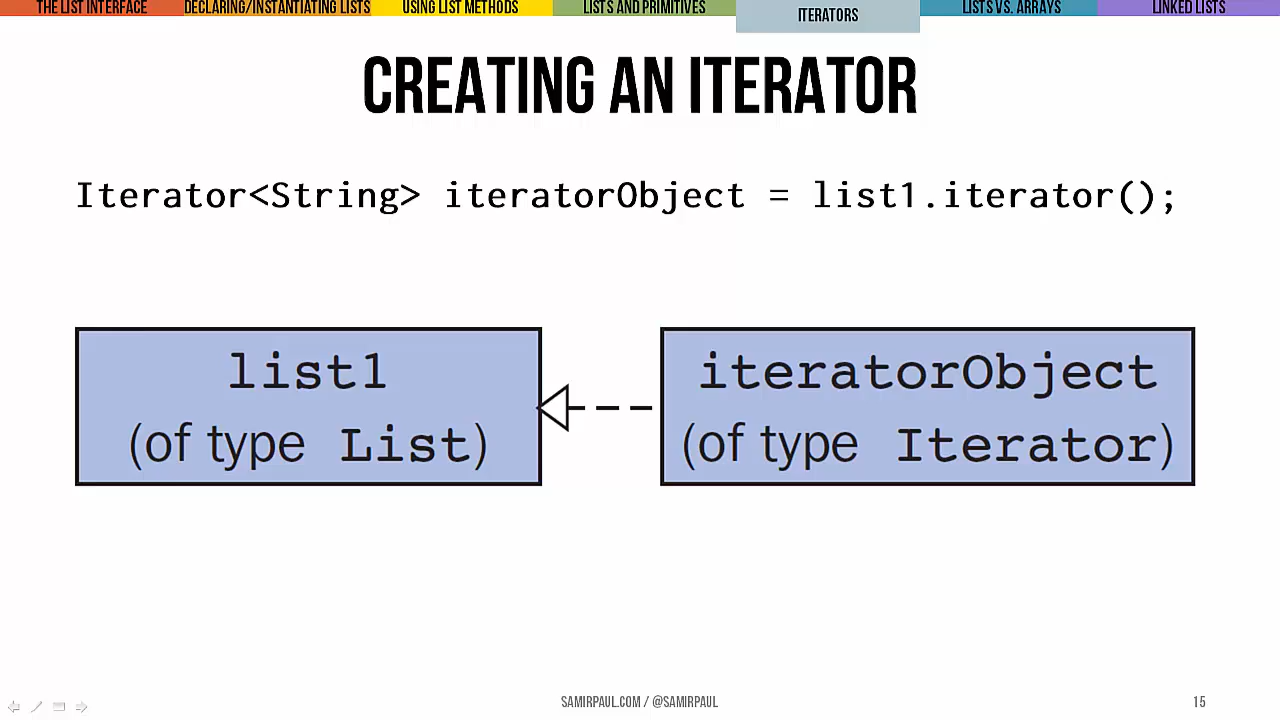 THE LIST INTERFACE
DECLARING/INSTANTIATING LISTS
USING LIST METHODS
LISTS AND PRIMITIVES
ITERATORS
LISTS VS. ARRAYS
LINKED LISTS
CREATING AN ITERATOR
Iterator<String> iteratorObject = list1.iterator();
list1
(of type List)
iteratorObject
(of type Iterator)
SAMIRPAUL.COM / @SAMIRPAUL
15